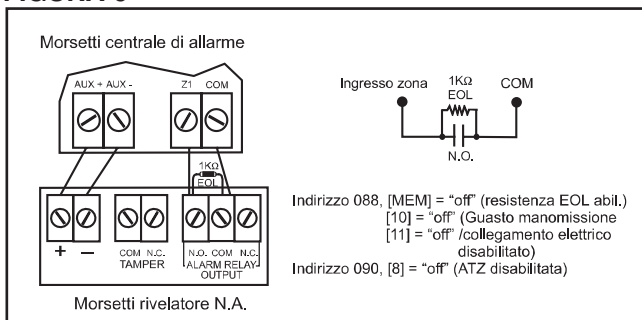 Morsetti centrale di allarme
AUX + AUX -
Z1 COM
1KΩ
EOL
+ −
COM N.C.
TAMPER
N.O. COM N.C.
ALARM RELAY
OUTPUT
Morsetti rivelatore N.A.
Ingresso zona
1KΩ
EOL
COM
N.O.
Indirizzo 088, [MEM] = “off” (resistenza EOL abil.)
[10] = “off” (Guasto manomissione
[11] = “off” /collegamento elettrico
disabilitato)
Indirizzo 090, [8] = “off” (ATZ disabilitata)